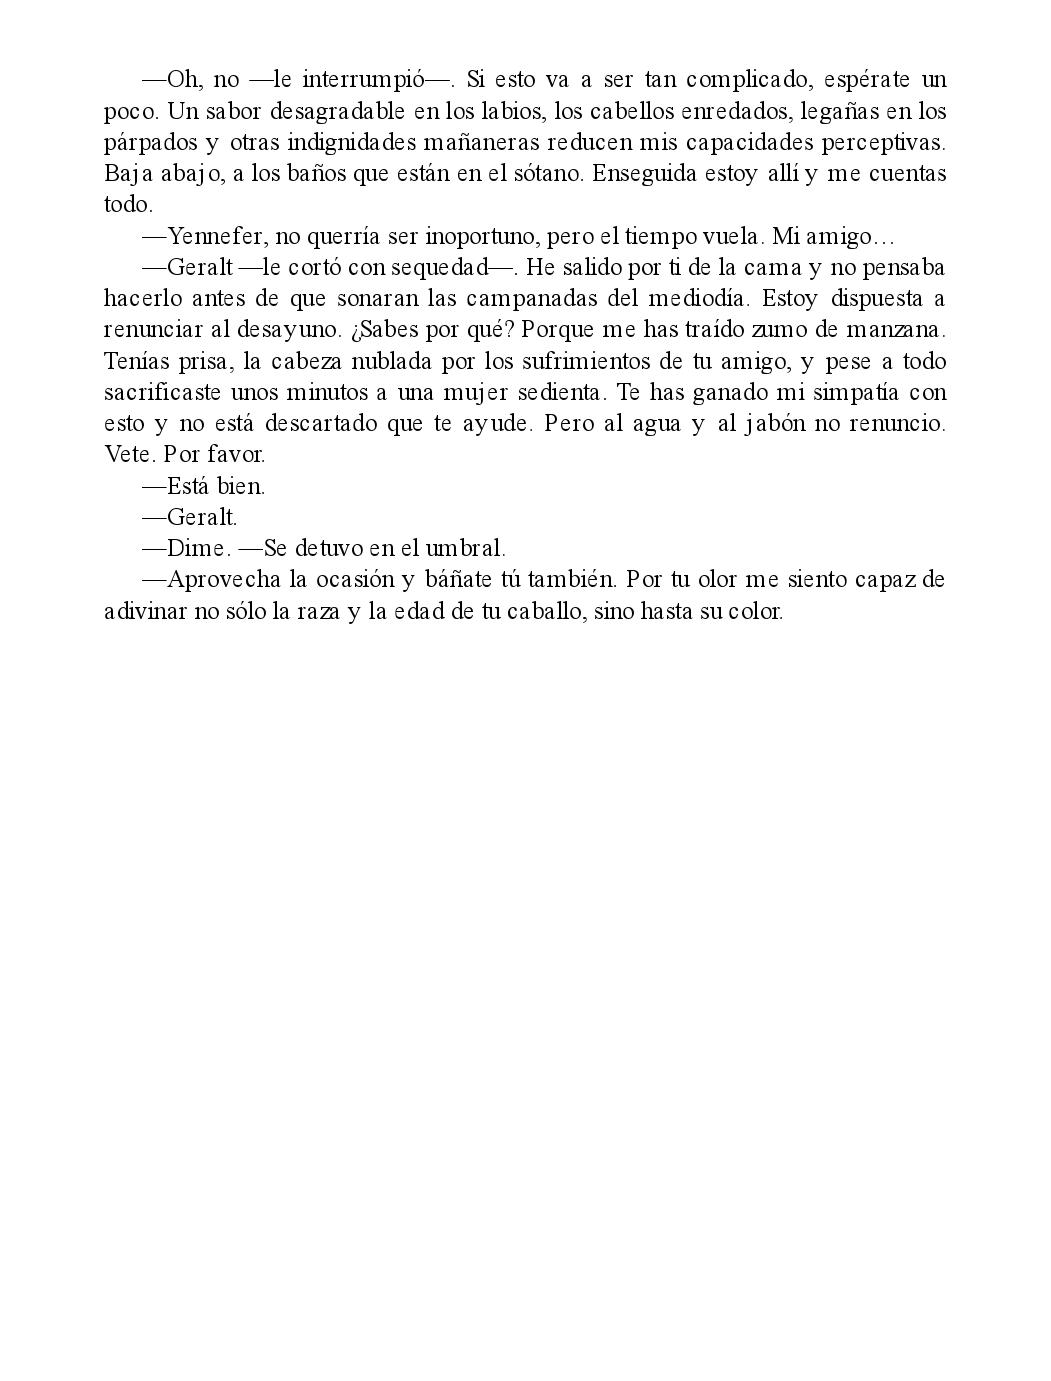 —Oh, no —le interrumpió—. Si esto va a ser tan complicado, espérate un
poco. Un sabor desagradable en los labios, los cabellos enredados, legañas en los
párpados y otras indignidades mañaneras reducen mis capacidades perceptivas.
Baja abajo, a los baños que están en el sótano. Enseguida estoy allí y me cuentas
todo.
—Yennefer, no querría ser inoportuno, pero el tiempo vuela. Mi amigo…
—Geralt —le cortó con sequedad—. He salido por ti de la cama y no pensaba
hacerlo antes de que sonaran las campanadas del mediodía. Estoy dispuesta a
renunciar al desayuno. ¿Sabes por qué? Porque me has traído zumo de manzana.
Tenías prisa, la cabeza nublada por los sufrimientos de tu amigo, y pese a todo
sacrificaste unos minutos a una mujer sedienta. Te has ganado mi simpatía con
esto y no está descartado que te ayude. Pero al agua y al jabón no renuncio.
Vete. Por favor.
—Está bien.
—Geralt.
—Dime. —Se detuvo en el umbral.
—Aprovecha la ocasión y báñate tú también. Por tu olor me siento capaz de
adivinar no sólo la raza y la edad de tu caballo, sino hasta su color.